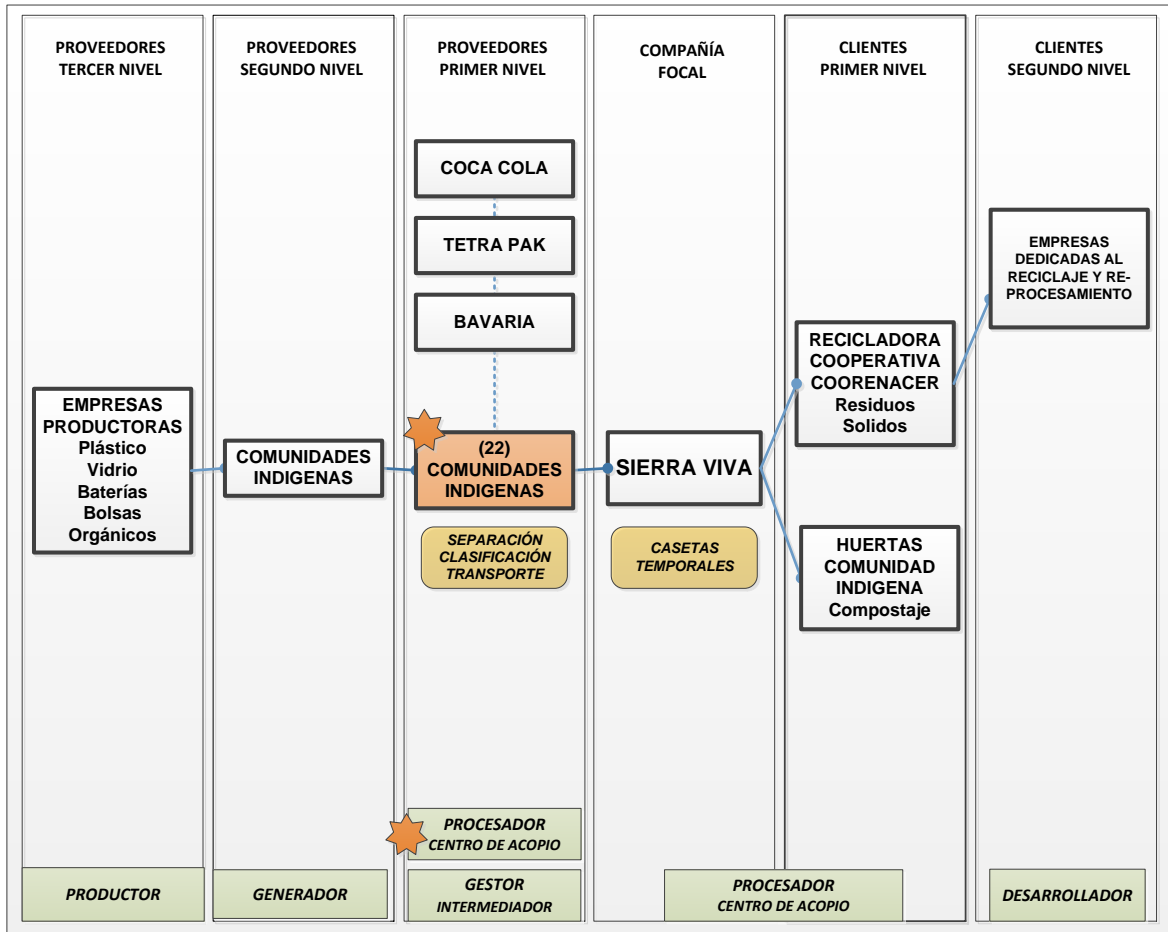 PROVEEDORES
TERCER NIVEL
PROVEEDORES
SEGUNDO NIVEL
PROVEEDORES
PRIMER NIVEL
COMPAÑÍA
FOCAL
CLIENTES
PRIMER NIVEL
CLIENTES
SEGUNDO NIVEL
COCA COLA
TETRA PAK
BAVARIA
EMPRESAS
DEDICADAS AL
RECICLAJE Y RE-
PROCESAMIENTO
RECICLADORA
COOPERATIVA
COORENACER
Residuos
Solidos
EMPRESAS
PRODUCTORAS
Plástico
Vidrio
Baterías
Bolsas
Orgánicos
COMUNIDADES
INDIGENAS
(22)
COMUNIDADES
INDIGENAS
SIERRA VIVA
SEPARACIÓN
CLASIFICACIÓN
TRANSPORTE
CASETAS
TEMPORALES
HUERTAS
COMUNIDAD
INDIGENA
Compostaje
PROCESADOR
CENTRO DE ACOPIO
PRODUCTOR
GENERADOR
GESTOR
INTERMEDIADOR
PROCESADOR
CENTRO DE ACOPIO
DESARROLLADOR